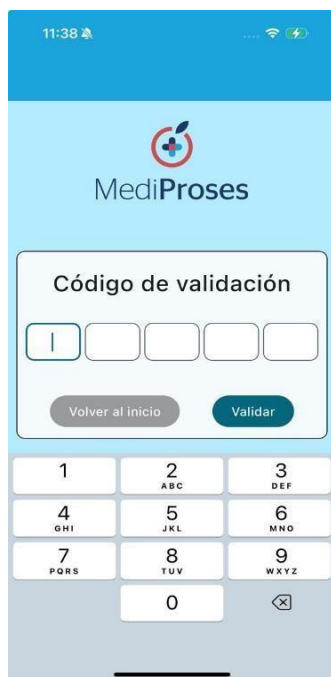 11:38
MediProses
Código de validación
Volver al inicio
Validar
1
2
ABC
3
DEF
4
GHI
5
JKL
6
MNO
7
PQRS
8
TUV
9
WXYZ
0